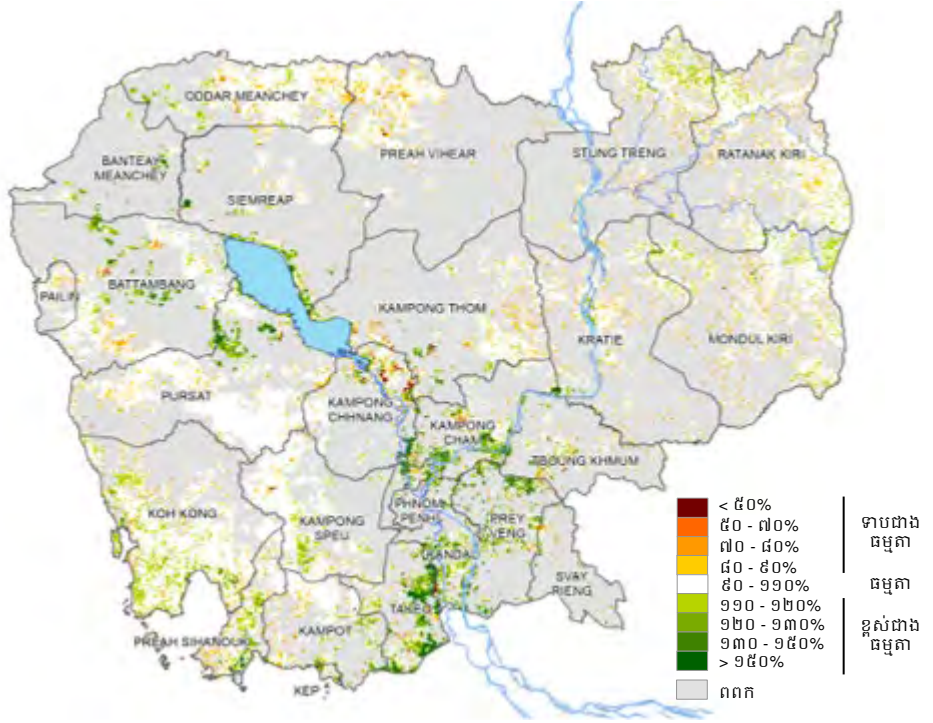 ODDAR MEANCHEY
PREAH VIHEAR
STUNG TRENG
RATANAK KIRI
BANTEAY
MEANCHEY
SIEMREAP
PAILIN
BATTAMBANG
KAMPONG THOM
KRATIE
MONDUL KIRI
PURSAT
KAMPONG
CHHNANG
KAMPONG
CHAM
TBOUNG KHMUM
KOH KONG
KAMPONG
SPEU
PHNOM
PENH
PREY
VENG
KANDAL
SVAY
RIENG
TAKEO
KAMPOT
PREAH SIHANOUK
KEP
< ៥០%
៥០ - ៧០%
៧០ - ៨០%
៨០ - ៩០%
ទាបជាង
ធម្មតា
៩០ - ១១០%
ធម្មតា
១១០ - ១២០%
១២០ - ១៣០%
១៣០ - ១៥០%
> ១៥០%
ខ្ពស់ជាង
ធម្មតា
ពពក